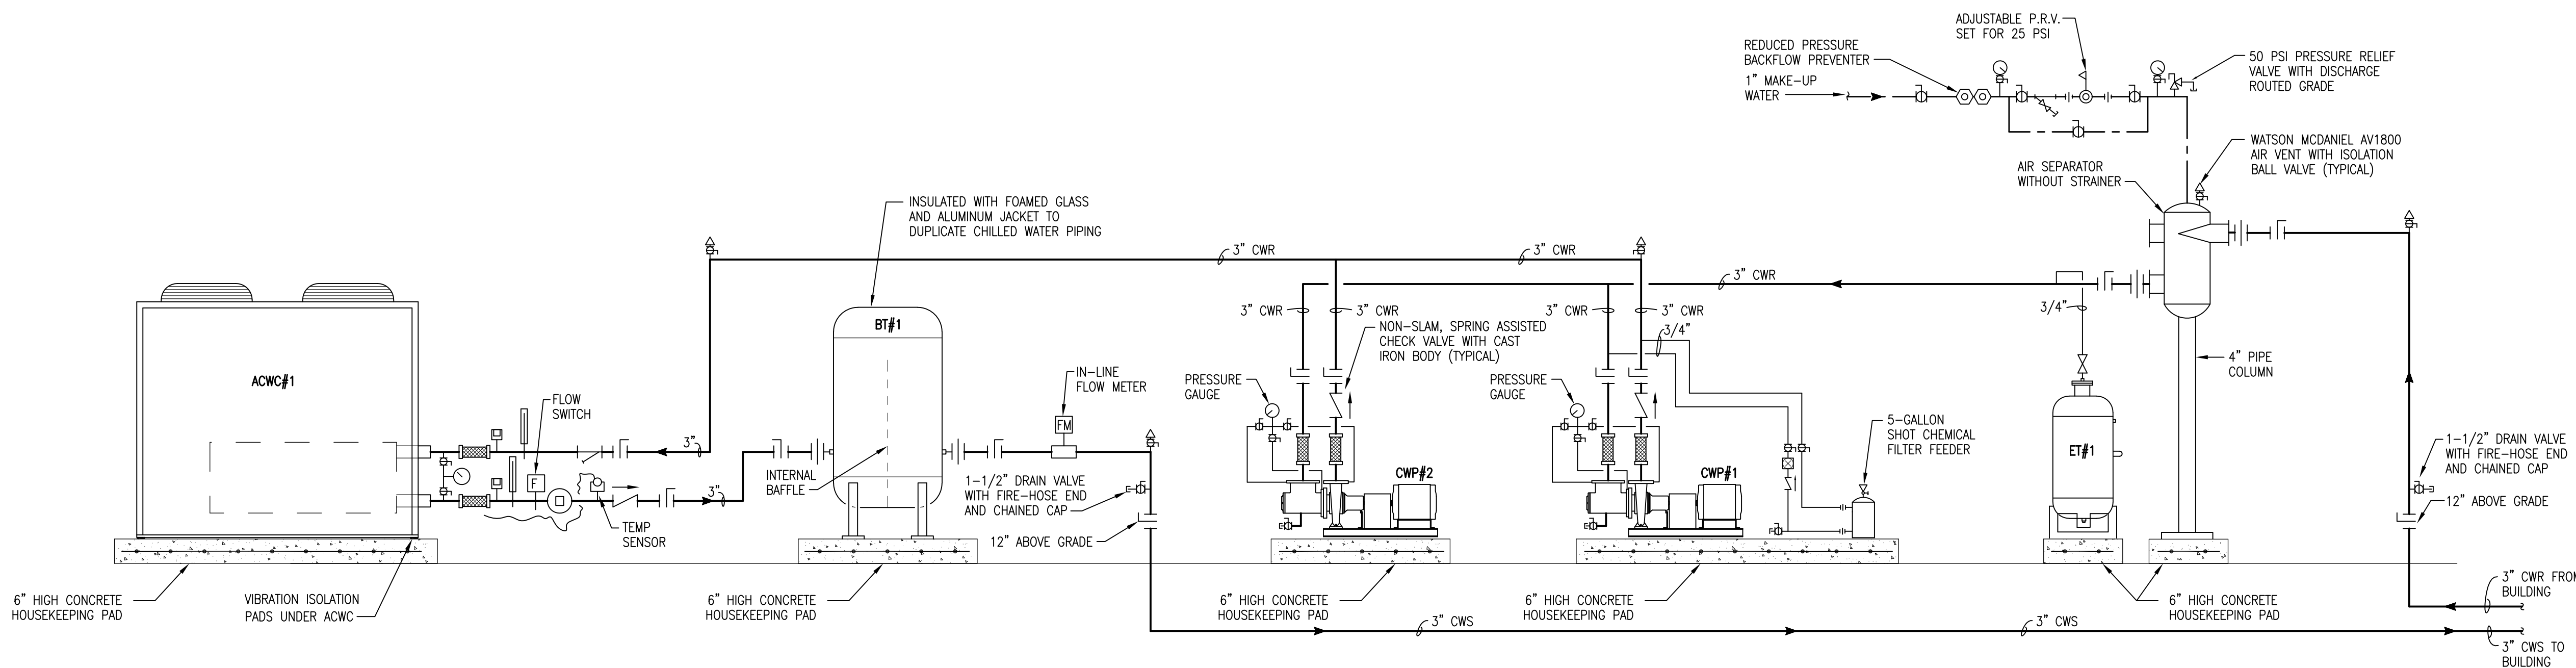 ADJUSTABLE P.R.V.
SET FOR 25 PSI
REDUCED PRESSURE
BACKFLOW PREVENTER
1" MAKE-UP
WATER
50 PSI PRESSURE RELIEF
VALVE WITH DISCHARGE
ROUTED GRADE
WATSON MCDANIEL AV1800
AIR VENT WITH ISOLATION
BALL VALVE (TYPICAL)
AIR SEPARATOR
WITHOUT STRAINER
INSULATED WITH FOAMED GLASS
AND ALUMINUM JACKET TO
DUPLICATE CHILLED WATER PIPING
3" CWR
3" CWR
3" CWR
3" CWR
3" CWR
3" CWR
3" CWR
3/4"
BT#1
NON-SLAM, SPRING ASSISTED
CHECK VALVE WITH CAST
IRON BODY (TYPICAL)
3/4"
4" PIPE
COLUMN
ACWC#1
IN-LINE
FLOW METER
PRESSURE
GAUGE
PRESSURE
GAUGE
FLOW
SWITCH
FM
5-GALLON
SHOT CHEMICAL
FILTER FEEDER
ET#1
1-1/2" DRAIN VALVE
WITH FIRE-HOSE END
AND CHAINED CAP
12" ABOVE GRADE
3"
F
3"
INTERNAL
BAFFLE
1-1/2" DRAIN VALVE
WITH FIRE-HOSE END
AND CHAINED CAP
12" ABOVE GRADE
CWP#2
CWP#1
TEMP
SENSOR
6" HIGH CONCRETE
HOUSEKEEPING PAD
VIBRATION ISOLATION
PADS UNDER ACWC
6" HIGH CONCRETE
HOUSEKEEPING PAD
6" HIGH CONCRETE
HOUSEKEEPING PAD
6" HIGH CONCRETE
HOUSEKEEPING PAD
6" HIGH CONCRETE
HOUSEKEEPING PAD
3" CWR FROM
BUILDING
3" CWS
3" CWS
3" CWS TO
BUILDING